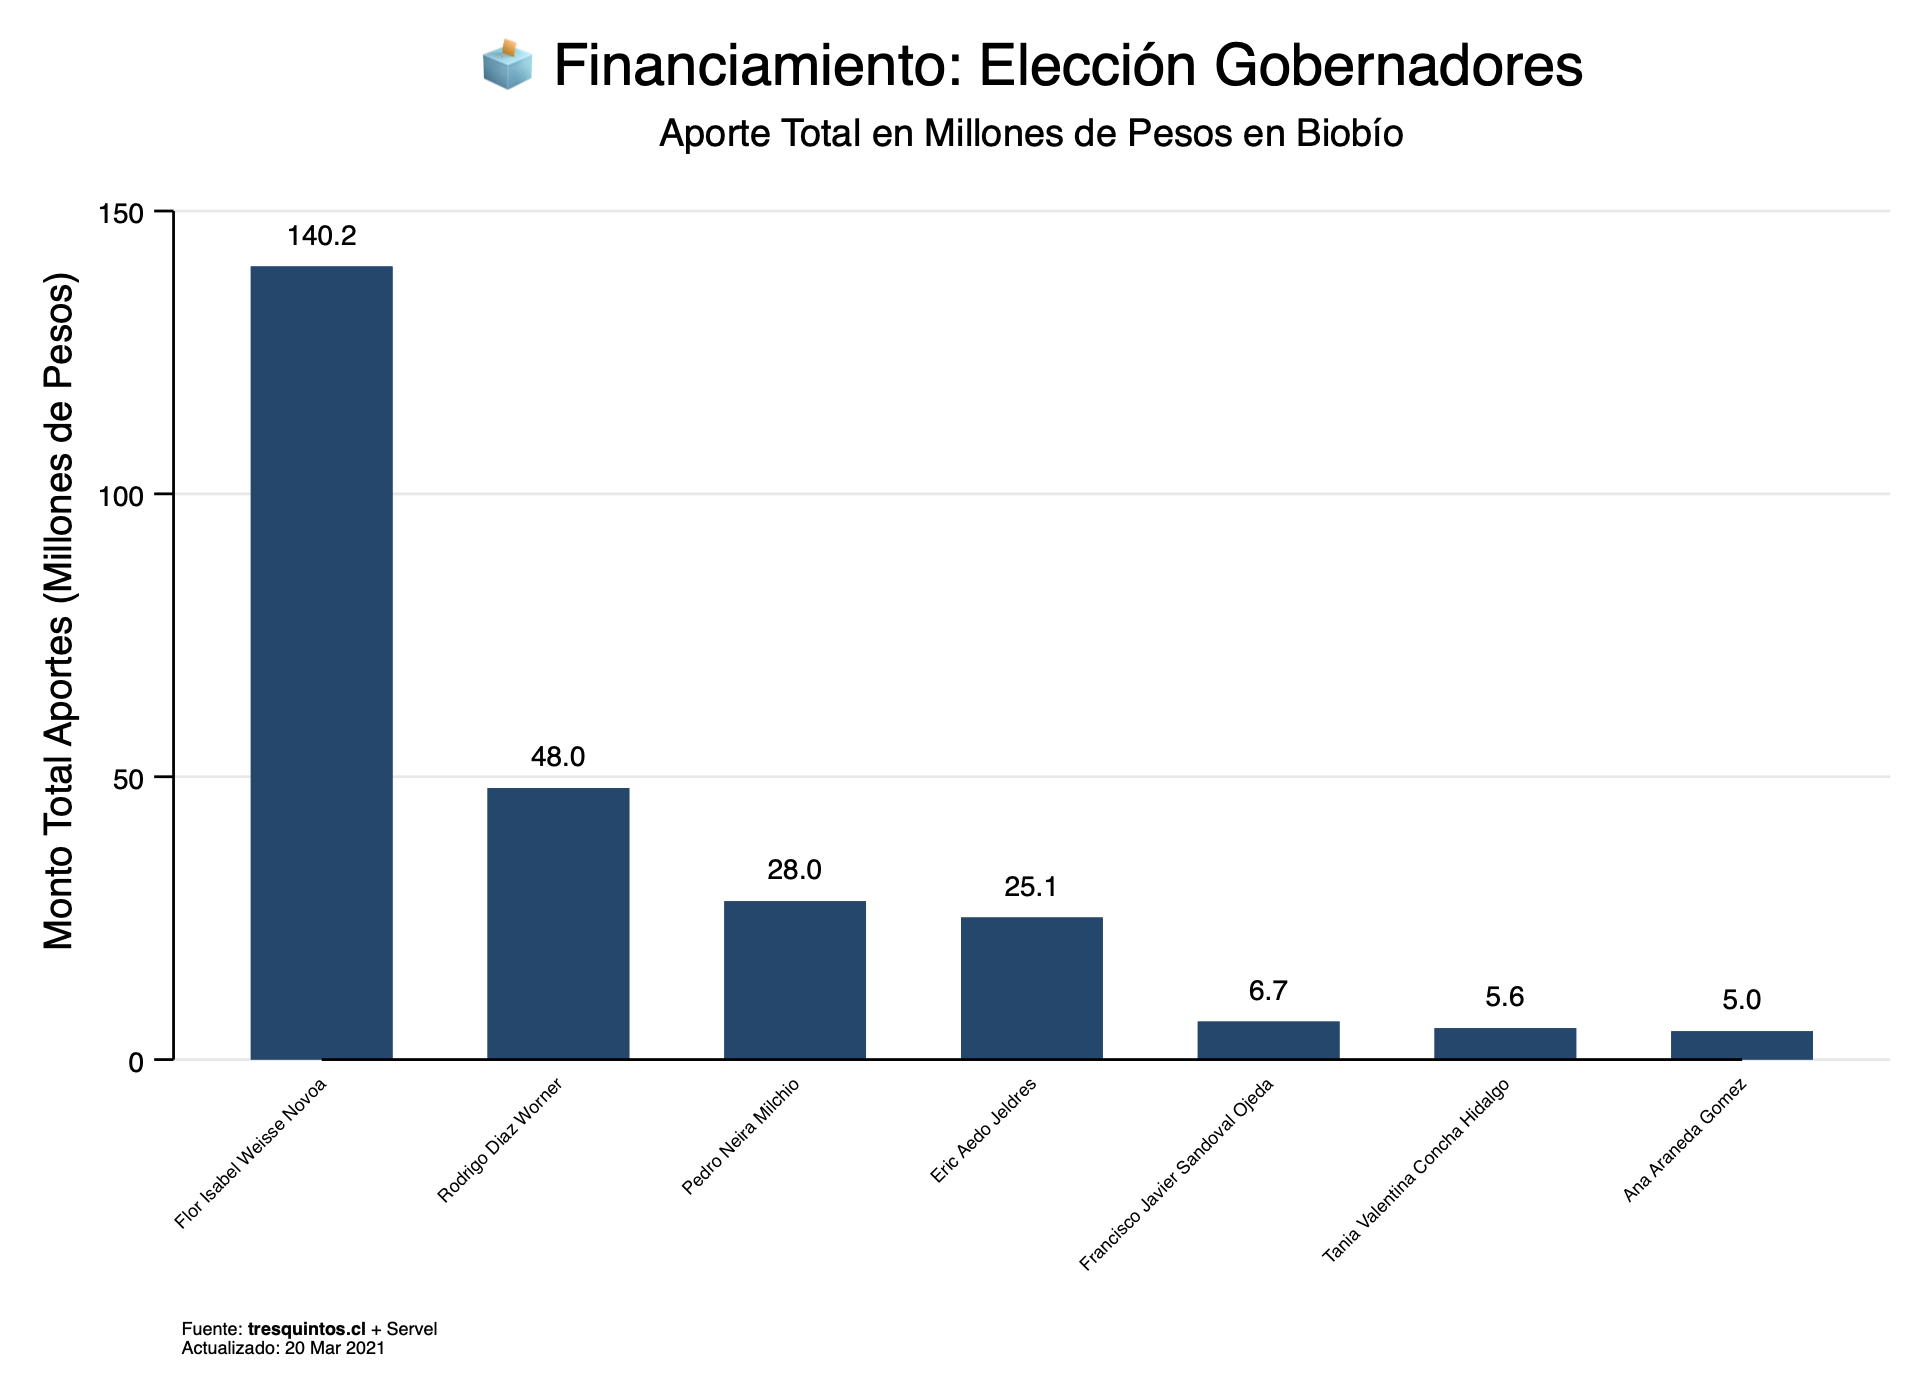 Financiamiento: Elección Gobernadores
Aporte Total en Millones de Pesos en Biobío
Monto Total Aportes (Millones de Pesos)
150
100
50
0
140.2
48.0
28.0
25.1
6.7
5.6
5.0
Flor Isabel Weisse Novoa
Rodrigo Diaz Worner
Pedro Neira Milchio
Eric Aedo Jeldres
Francisco Javier Sandoval Ojeda
Tania Valentina Concha Hidalgo
Ana Araneda Gomez
Fuente: tresquintos.cl + Servel
Actualizado: 20 Mar 2021